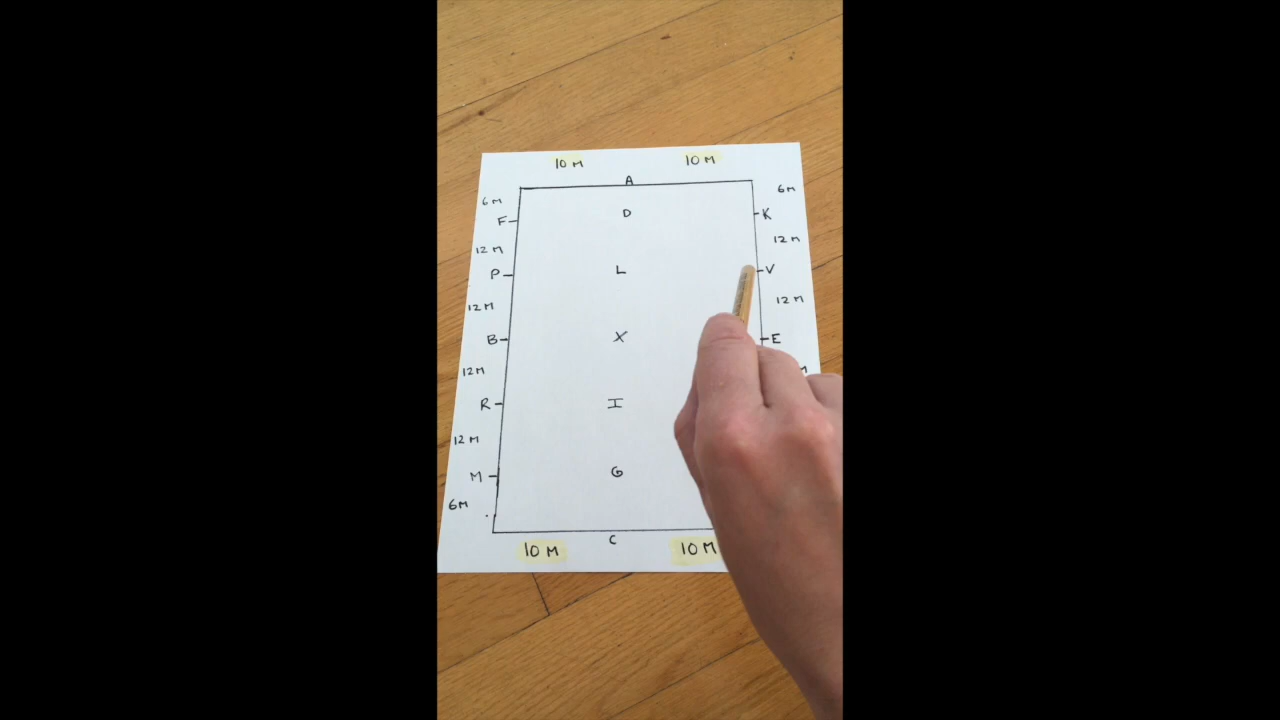 10 M 10 M
A
6 M 6 M
F D K
12 M 12 M
P L V
12 M 12 M
B X E
12 M
R I
12 M
M G
6 M
C
10 M 10 M